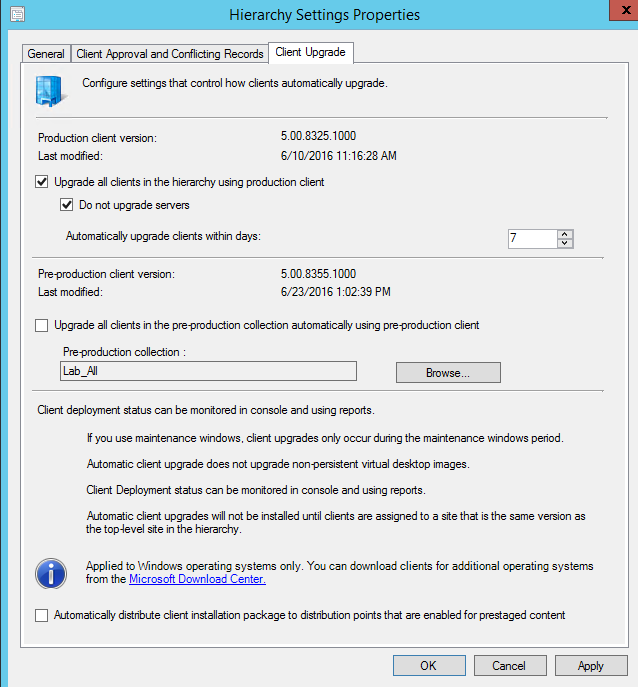 Hierarchy Settings Properties
x
General
Client Approval and Conflicting Records
Client Upgrade
Configure settings that control how clients automatically upgrade.
Production client version:
5.00.8325.1000
Last modified:
6/10/2016 11:16:28 AM
Upgrade all clients in the hierarchy using production client
Do not upgrade servers
Automatically upgrade clients within days:
7
Pre-production client version:
5.00.8355.1000
Last modified:
6/23/2016 1:02:39 PM
Upgrade all clients in the pre-production collection automatically using pre-production client
Pre-production collection :
Lab_All
Browse...
Client deployment status can be monitored in console and using reports.
If you use maintenance windows, client upgrades only occur during the maintenance windows period.
Automatic client upgrade does not upgrade non-persistent virtual desktop images.
Client Deployment status can be monitored in console and using reports.
Automatic client upgrades will not be installed until clients are assigned to a site that is the same version as
the top-level site in the hierarchy.
Applied to Windows operating systems only. You can download clients for additional operating systems
from the Microsoft Download Center.
Automatically distribute client installation package to distribution points that are enabled for prestaged content
OK
Cancel
Apply